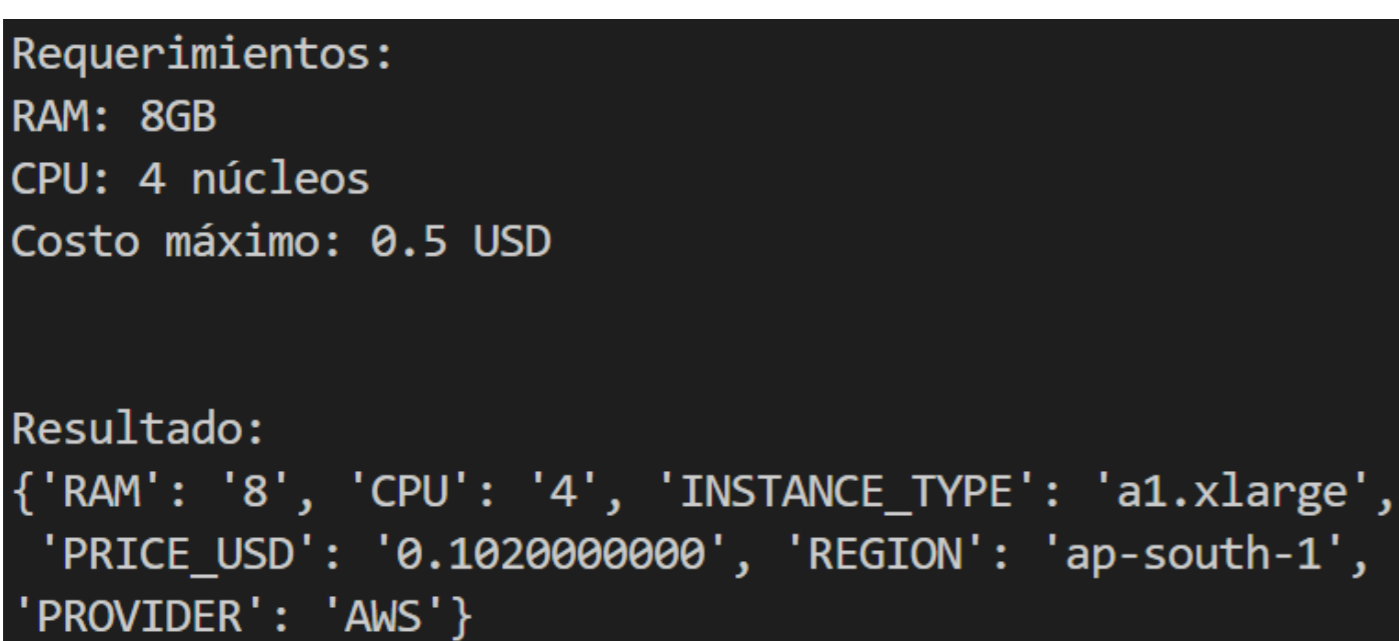 Requerimientos:
RAM: 8GB
CPU: 4 núcleos
Costo máximo: 0.5 USD
Resultado:
{'RAM': '8', 'CPU': '4', 'INSTANCE_TYPE': 'a1.xlarge',
'PRICE_USD': '0.1020000000', 'REGION': 'ap-south-1',
'PROVIDER': 'AWS'}